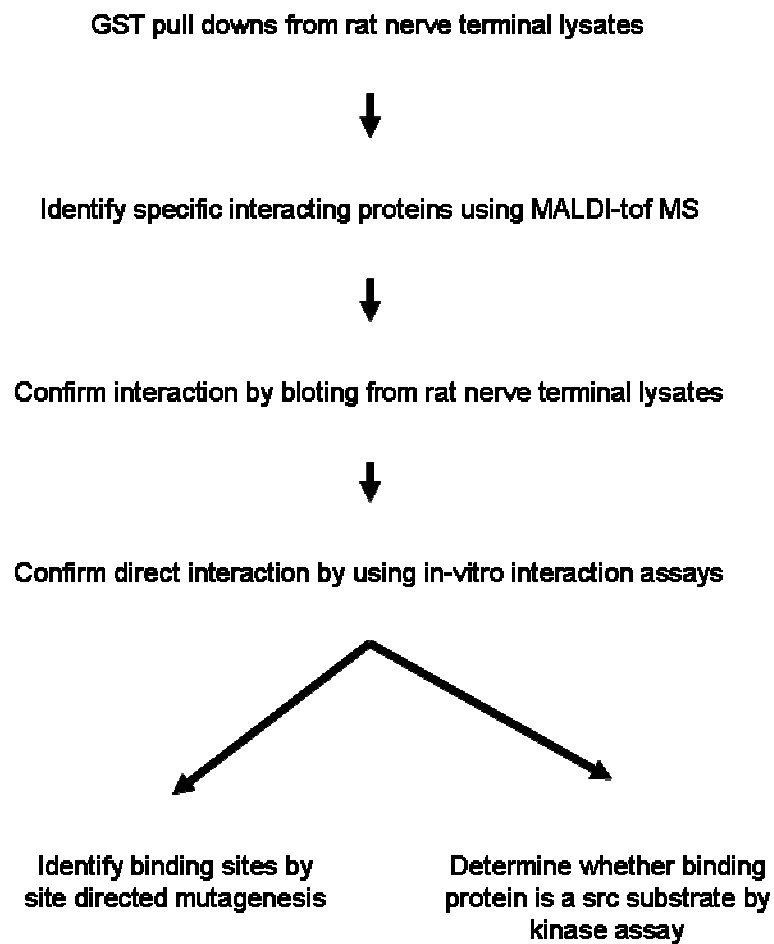 GST pull downs from rat nerve terminal lysates
Identify specific interacting proteins using MALDI-tof MS
Confirm interaction by bloting from rat nerve terminal lysates
Confirm direct interaction by using in-vitro interaction assays
Identify binding sites by
site directed mutagenesis
Determine whether binding
protein is a src substrate by
kinase assay